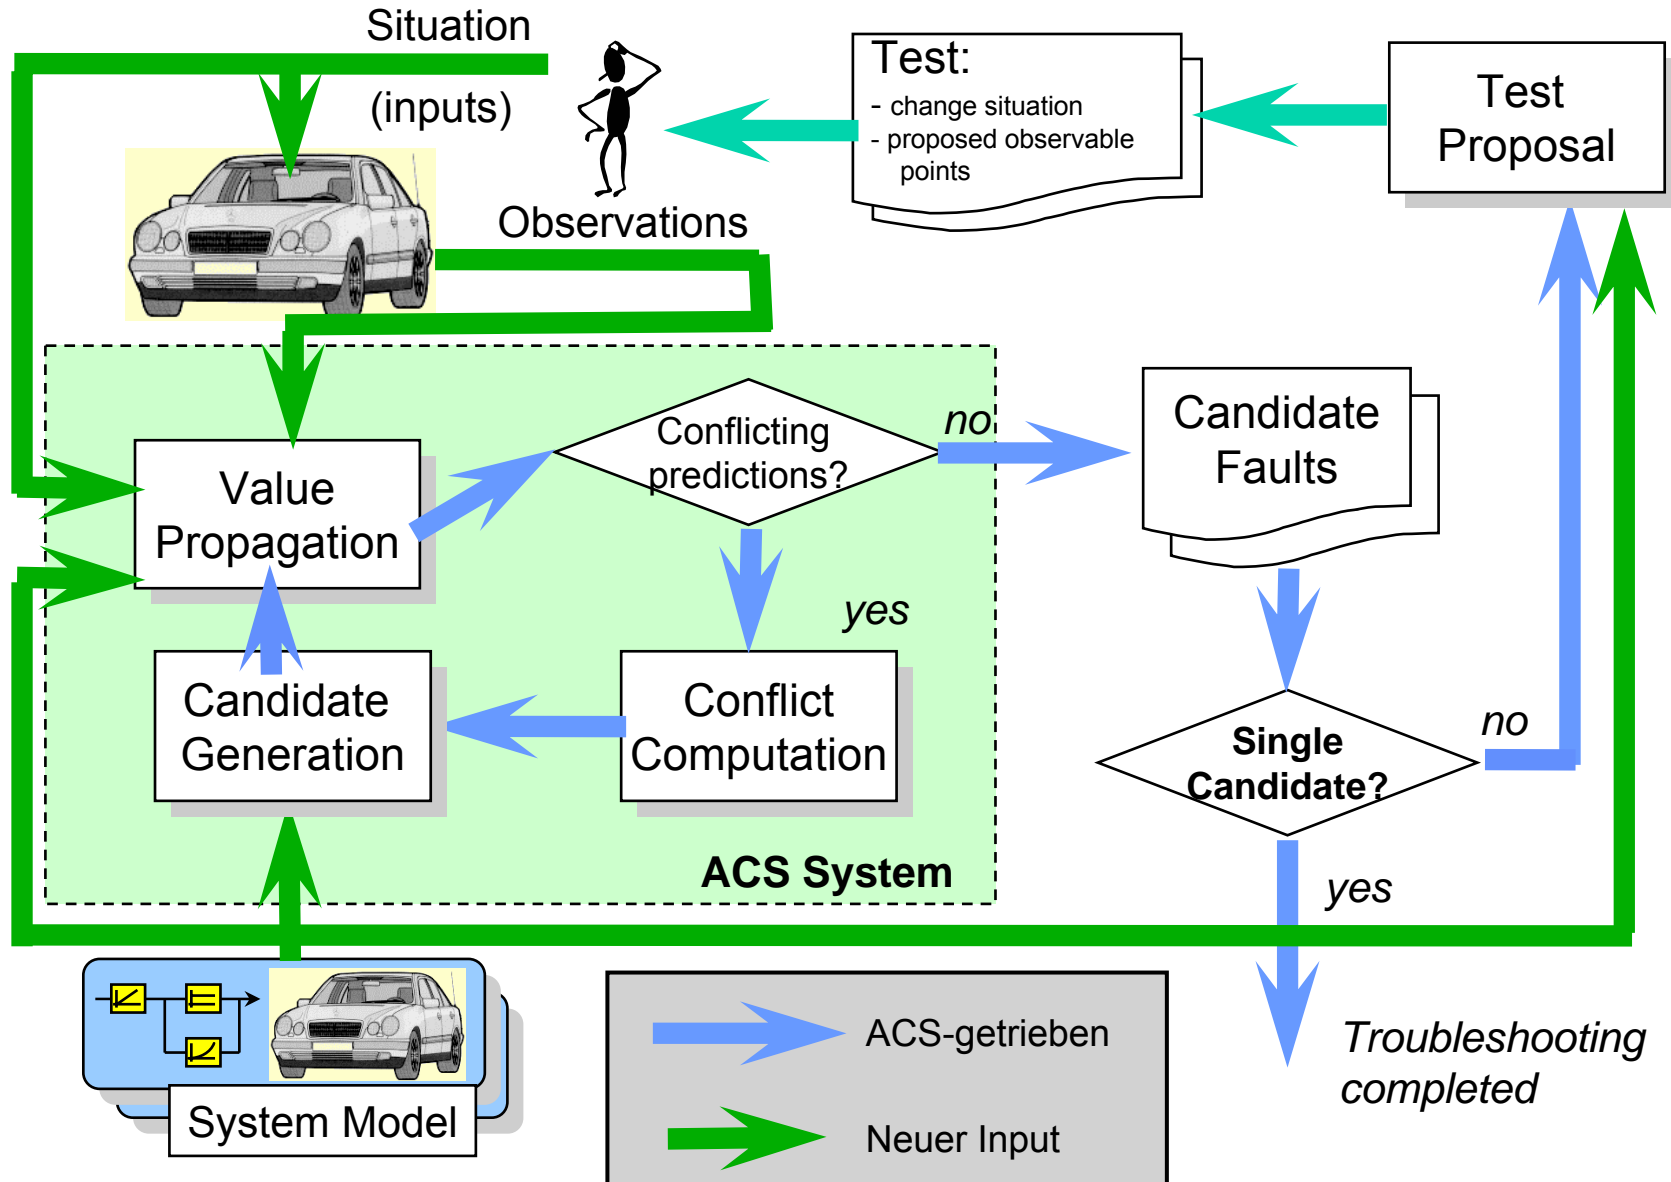 Situation
(inputs)
Test:
- change situation
- proposed observable
points
Test
Proposal
Observations
Conflicting
predictions?
no
Candidate
Faults
Value
Propagation
yes
Candidate
Generation
Conflict
Computation
Single
Candidate?
no
ACS System
yes
System Model
ACS-getrieben
Neuer Input
Troubleshooting
completed